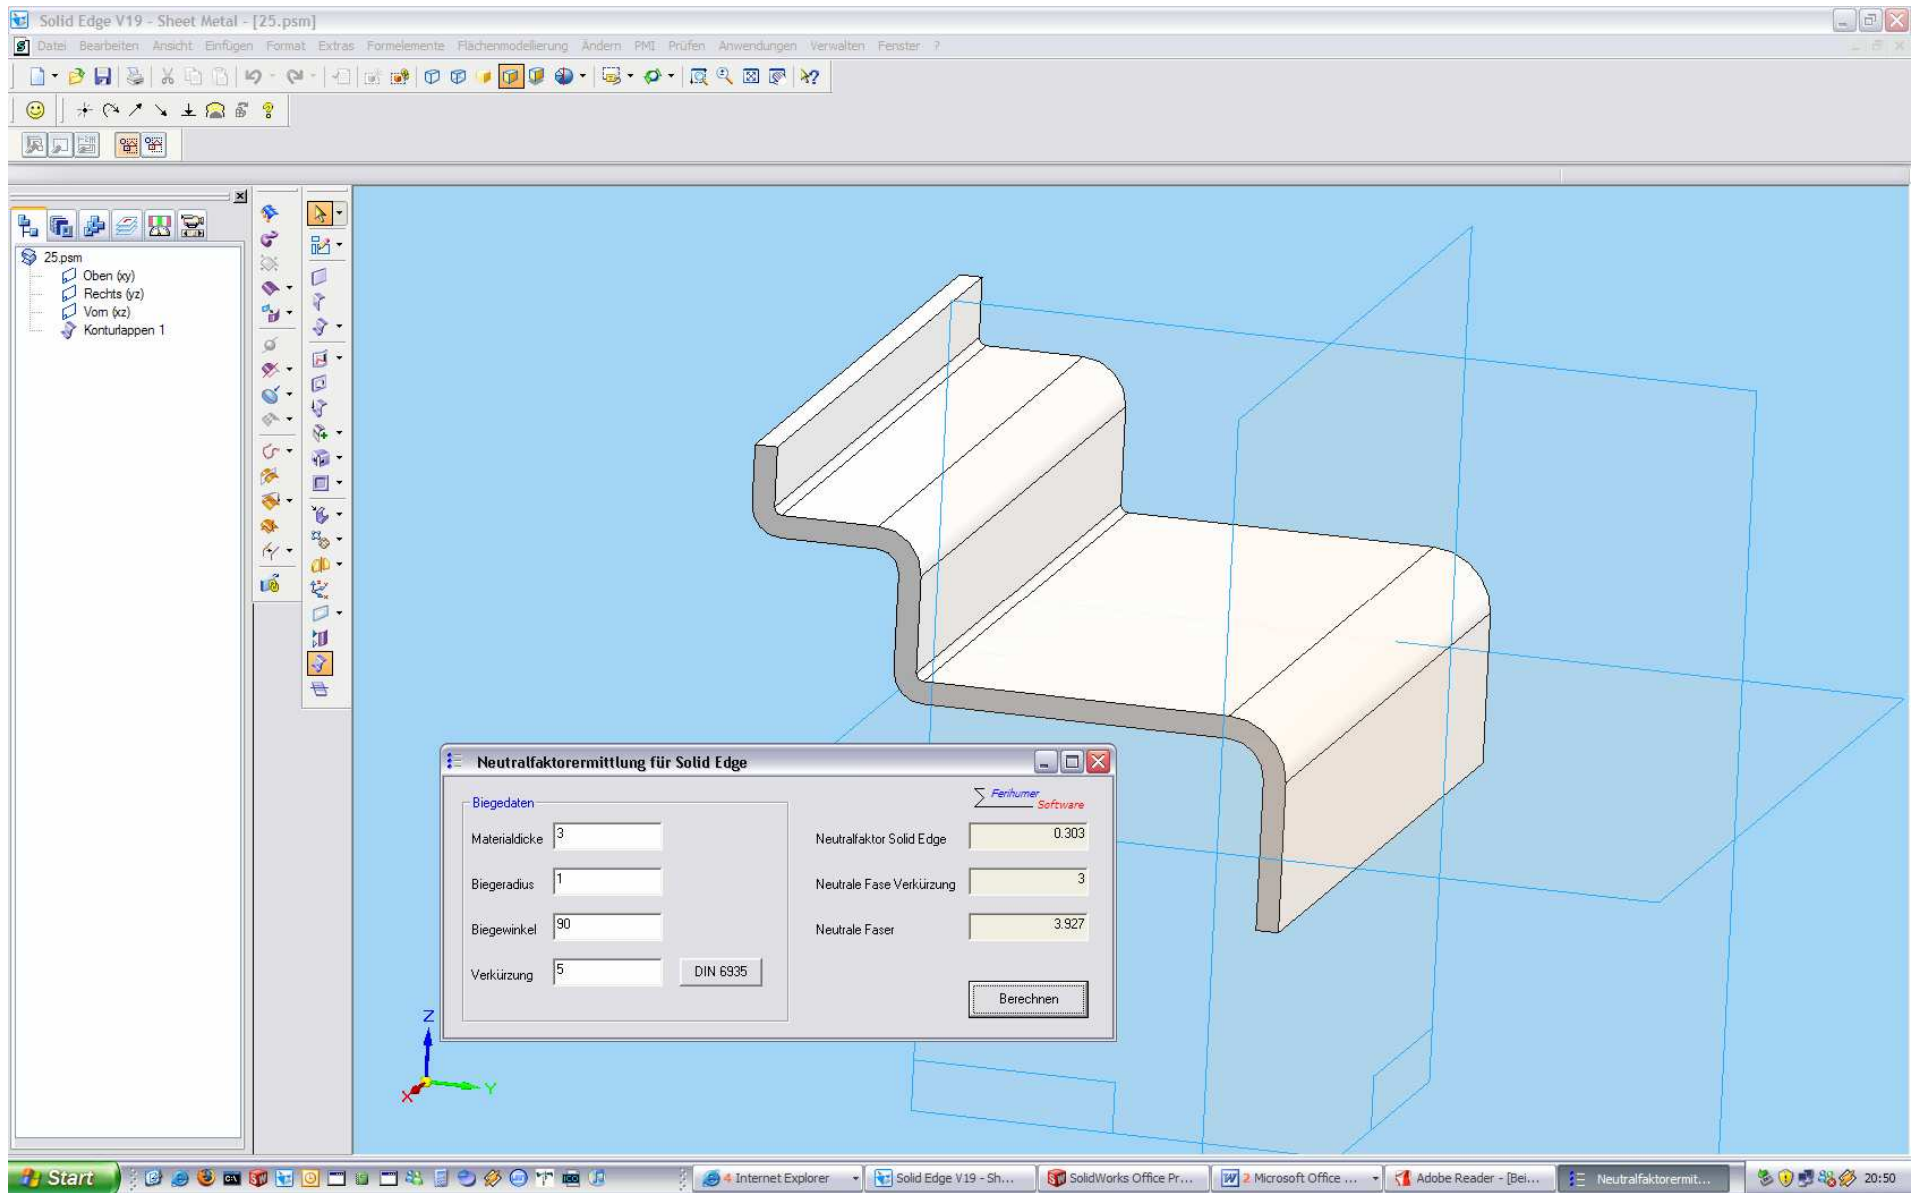 Solid Edge V19 - Sheet Metal - [25.psm]
Datei Bearbeiten Ansicht Einfügen Format Extras Formelemente Flächenmodellierung Ändern PMI Prüfen Anwendungen Verwalten Fenster ?
25.psm
Oben (xy)
Rechts (yz)
Vorn (xz)
Konturlappen 1
Neutralfaktorermittlung für Solid Edge
Biegedaten
Ferihumer
Software
Materialdicke 3
Neutralfaktor Solid Edge 0.303
Biegeradius 1
Neutrale Fase Verkürzung 3
Biegewinkel 90
Neutrale Faser 3.927
Verkürzung 5
DIN 6935
Berechnen
Z
X
Y
Start
4 Internet Explorer
Solid Edge V19 - Sh...
SolidWorks Office Pr...
2 Microsoft Office ...
Adobe Reader - [Bei...
Neutralfaktorermit...
20:50